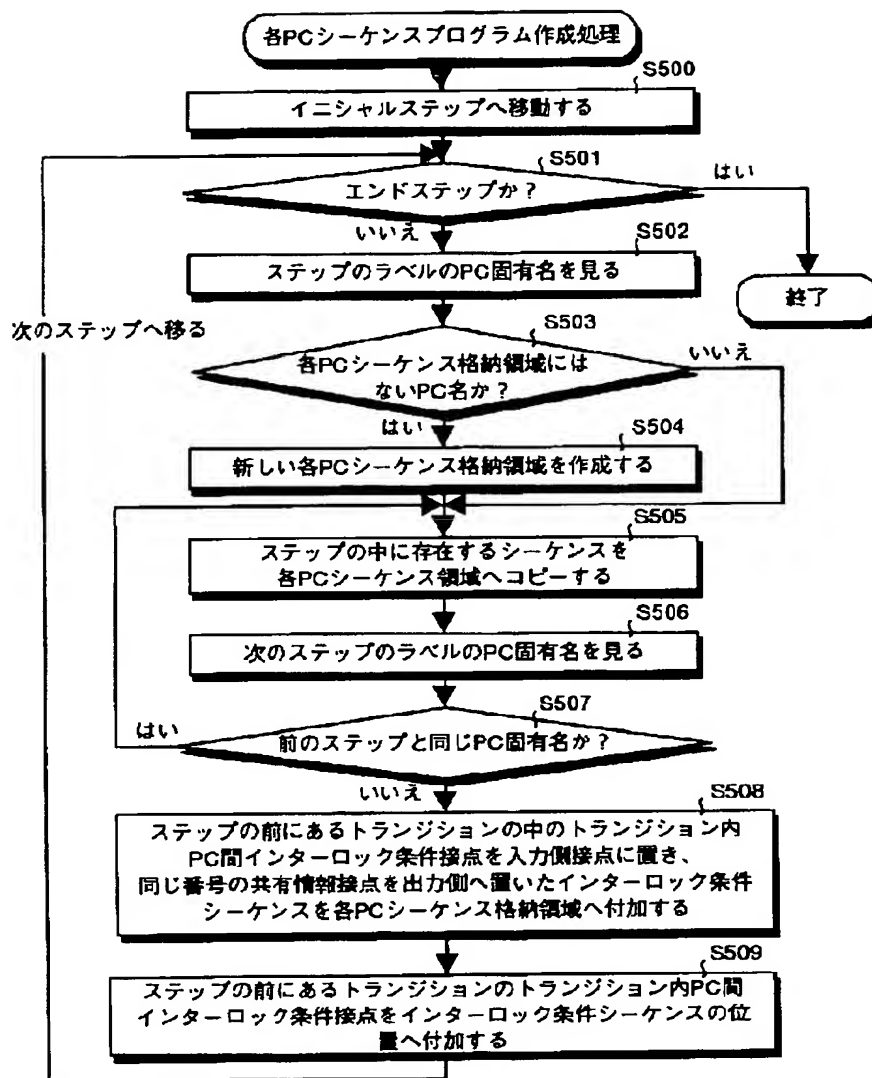 各PCシーケンスプログラム作成処理
S500
イニシャルステップへ移動する
S501
エンドステップか?
はい
いいえ
S502
ステップのラベルのPC固有名を見る
終了
次のステップへ移る
S503
各PCシーケンス格納領域には
ないPC名か?
いいえ
はい
S504
新しい各PCシーケンス格納領域を作成する
S505
ステップの中に存在するシーケンスを
各PCシーケンス領域へコピーする
S506
次のステップのラベルのPC固有名を見る
S507
はい
前のステップと同じPC固有名か?
いいえ
S508
ステップの前にあるトランジションの中のトランジション内
PC間インターロック条件接点を入力側接点に置き、
同じ番号の共有情報接点を出力側へ置いたインターロック条件
シーケンスを各PCシーケンス格納領域へ付加する
S509
ステップの前にあるトランジションのトランジション内PC間
インターロック条件接点をインターロック条件シーケンスの位
置へ付加する